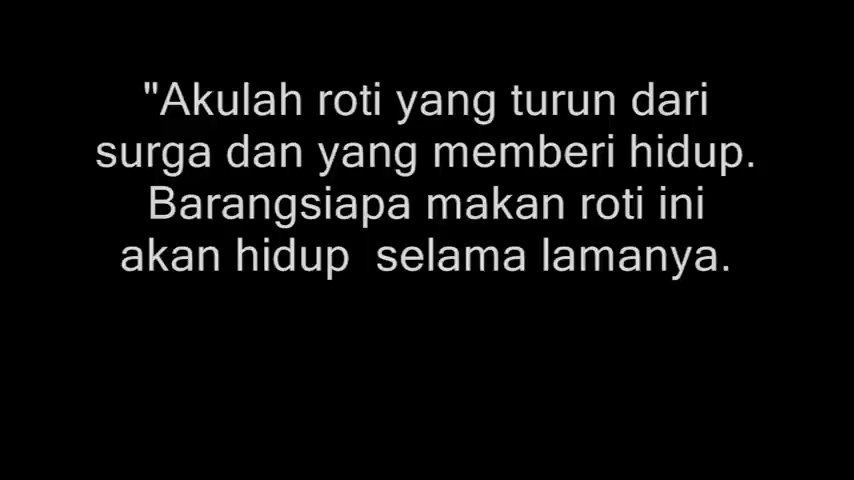 "Akulah roti yang turun dari
surga dan yang memberi hidup.
Barangsiapa makan roti ini
akan hidup  selama lamanya.